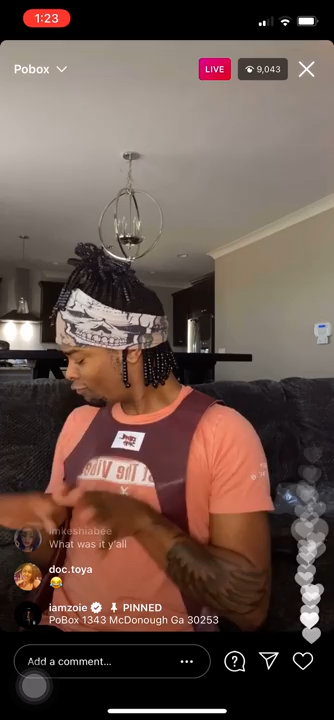 1:23
Pobox
LIVE
9,043
imkeshiabee
What was it y'all
doc.toya
😂
iamzoie PINNED
PoBox 1343 McDonough Ga 30253
Add a comment...